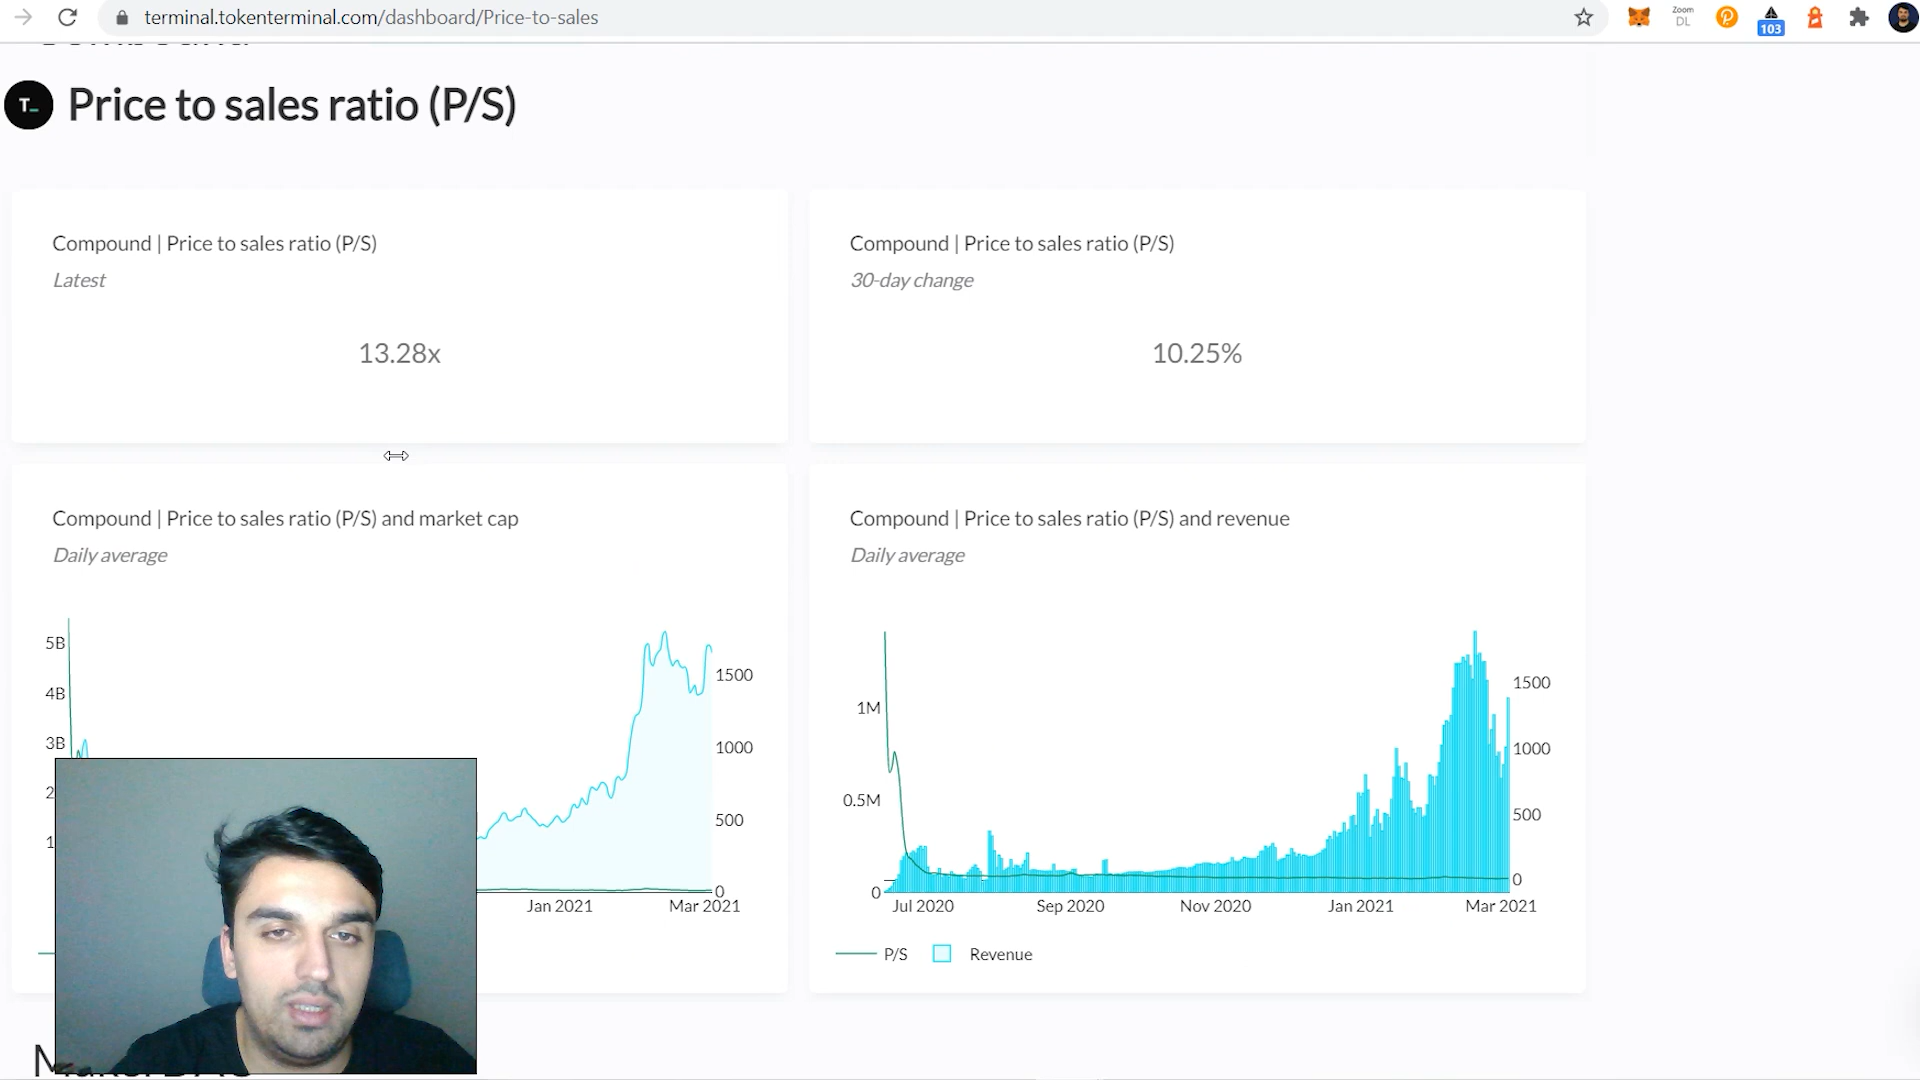 terminal.tokenterminal.com/dashboard/Price-to-sales
Zoom
DL
103
T_
Price to sales ratio (P/S)
Compound | Price to sales ratio (P/S)
Latest
13.28x
Compound | Price to sales ratio (P/S)
30-day change
10.25%
Compound | Price to sales ratio (P/S) and market cap
Daily average
5B
4B
3B
2
1
1500
1000
500
0
Jan 2021
Mar 2021
Compound | Price to sales ratio (P/S) and revenue
Daily average
1M
0.5M
0
1500
1000
500
0
Jul 2020
Sep 2020
Nov 2020
Jan 2021
Mar 2021
P/S
Revenue